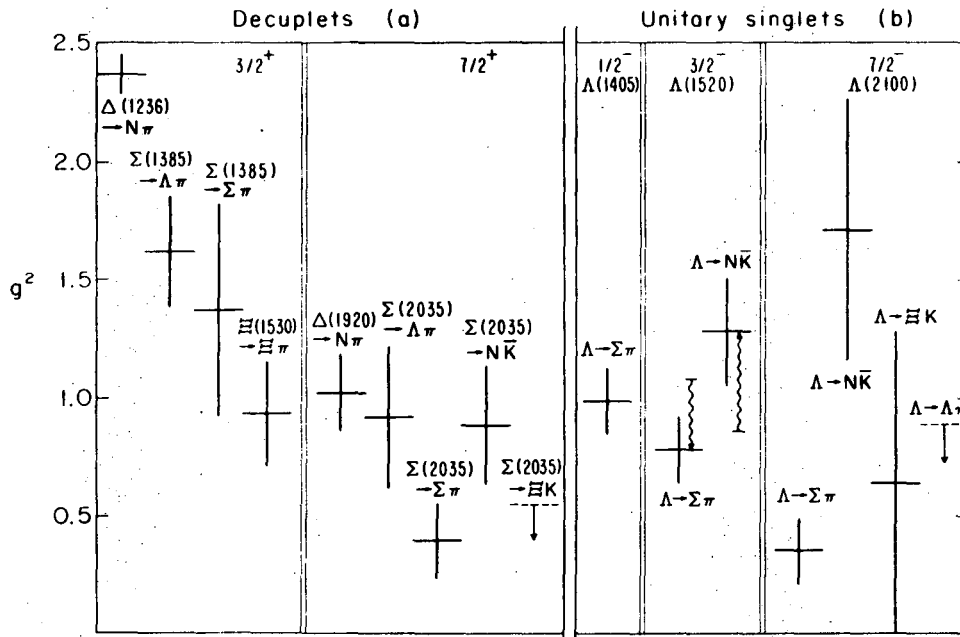 Decuplets (a)
Unitary singlets (b)
2.5
2.0
1.5
1.0
0.5
g²
3/2⁺
Δ(1236)
→Nπ
Σ(1385)
→Λπ
Σ(1385)
→Σπ
Ξ(1530)
→Ξπ
7/2⁺
Δ(1920)
→Nπ
Σ(2035)
→Λπ
Σ(2035)
→Σπ
Σ(2035)
→NK̅
Σ(2035)
→ΞK
1/2⁻
Λ(1405)
Λ→Σπ
3/2⁻
Λ(1520)
Λ→NK̅
Λ→Σπ
7/2⁻
Λ(2100)
Λ→NK̅
Λ→ΞK
Λ→Σπ